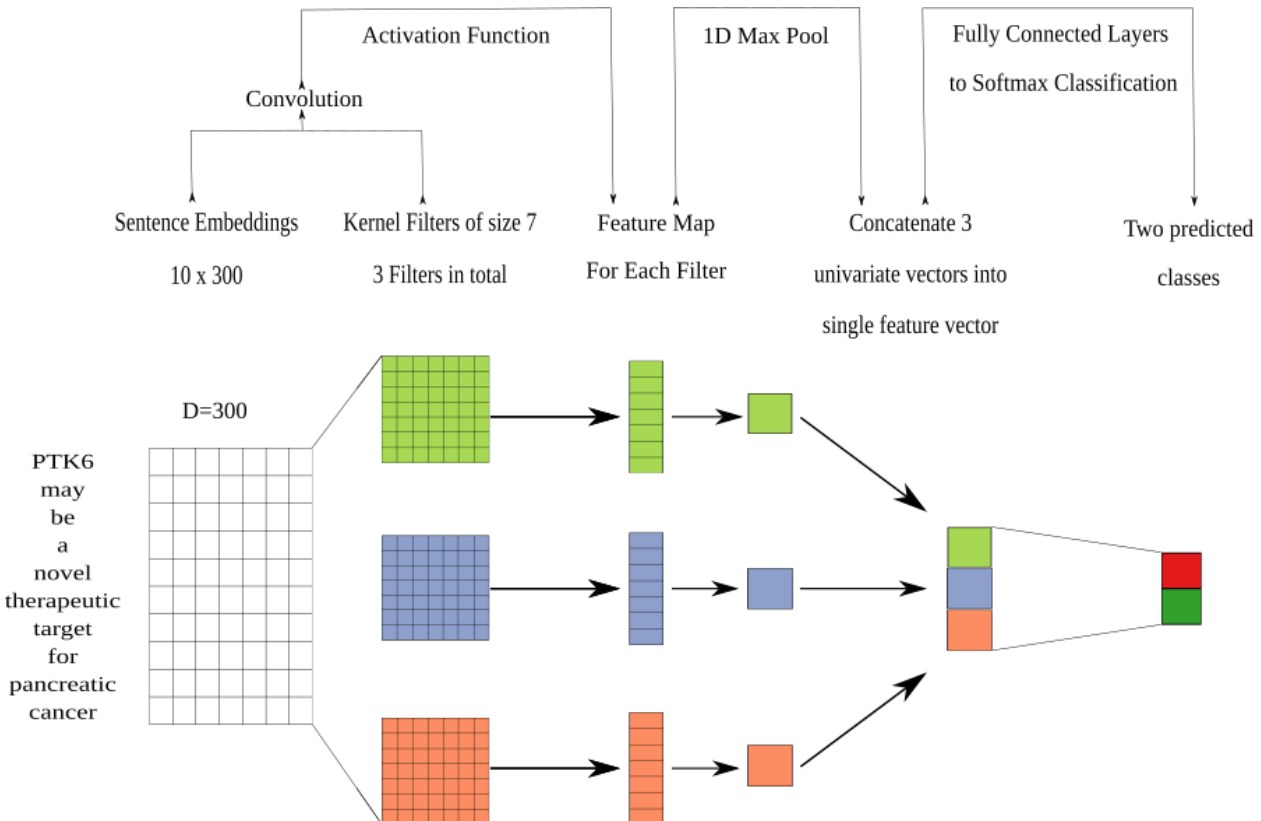 Activation Function
1D Max Pool
Fully Connected Layers
to Softmax Classification
Convolution
Sentence Embeddings
10 x 300
Kernel Filters of size 7
3 Filters in total
Feature Map
For Each Filter
Concatenate 3
univariate vectors into
single feature vector
Two predicted
classes
D=300
PTK6
may
be
a
novel
therapeutic
target
for
pancreatic
cancer